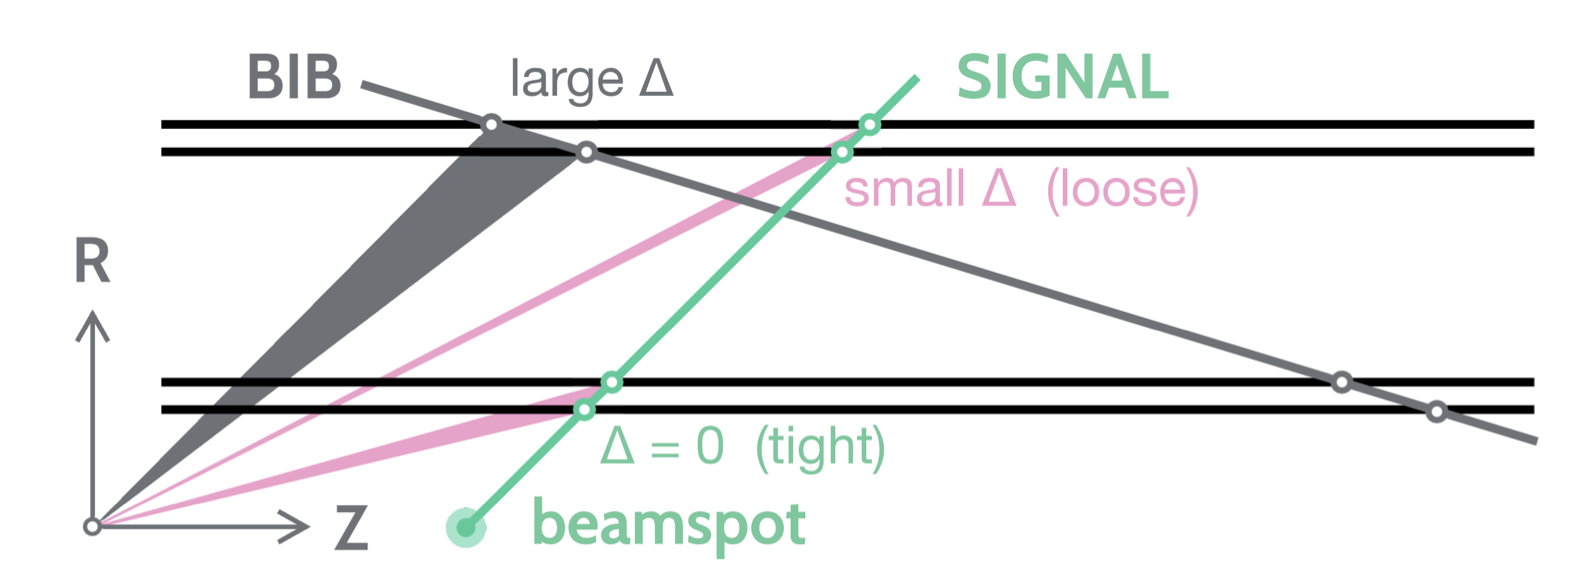 BIB
large Δ
SIGNAL
small Δ (loose)
R
Δ = 0 (tight)
Z
beamspot